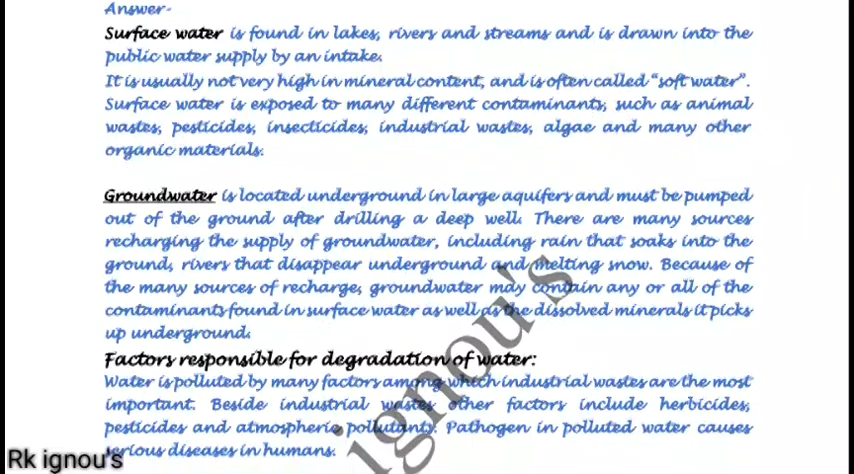 Answer-
Surface water is found in lakes, rivers and streams and is drawn into the
public water supply by an intake.
It is usually not very high in mineral content, and is often called "soft water".
Surface water is exposed to many different contaminants, such as animal
wastes, pesticides, insecticides, industrial wastes, algae and many other
organic materials.
Groundwater is located underground in large aquifers and must be pumped
out of the ground after drilling a deep well. There are many sources
recharging the supply of groundwater, including rain that soaks into the
ground, rivers that disappear underground and melting snow. Because of
the many sources of recharge, groundwater may contain any or all of the
contaminants found in surface water as well as the dissolved minerals it picks
up underground.
Factors responsible for degradation of water:
Water is polluted by many factors among which industrial wastes are the most
important. Beside industrial wastes other factors include herbicides,
pesticides and atmospheric pollutants. Pathogen in polluted water causes
serious diseases in humans.
ignou's
Rk ignou's